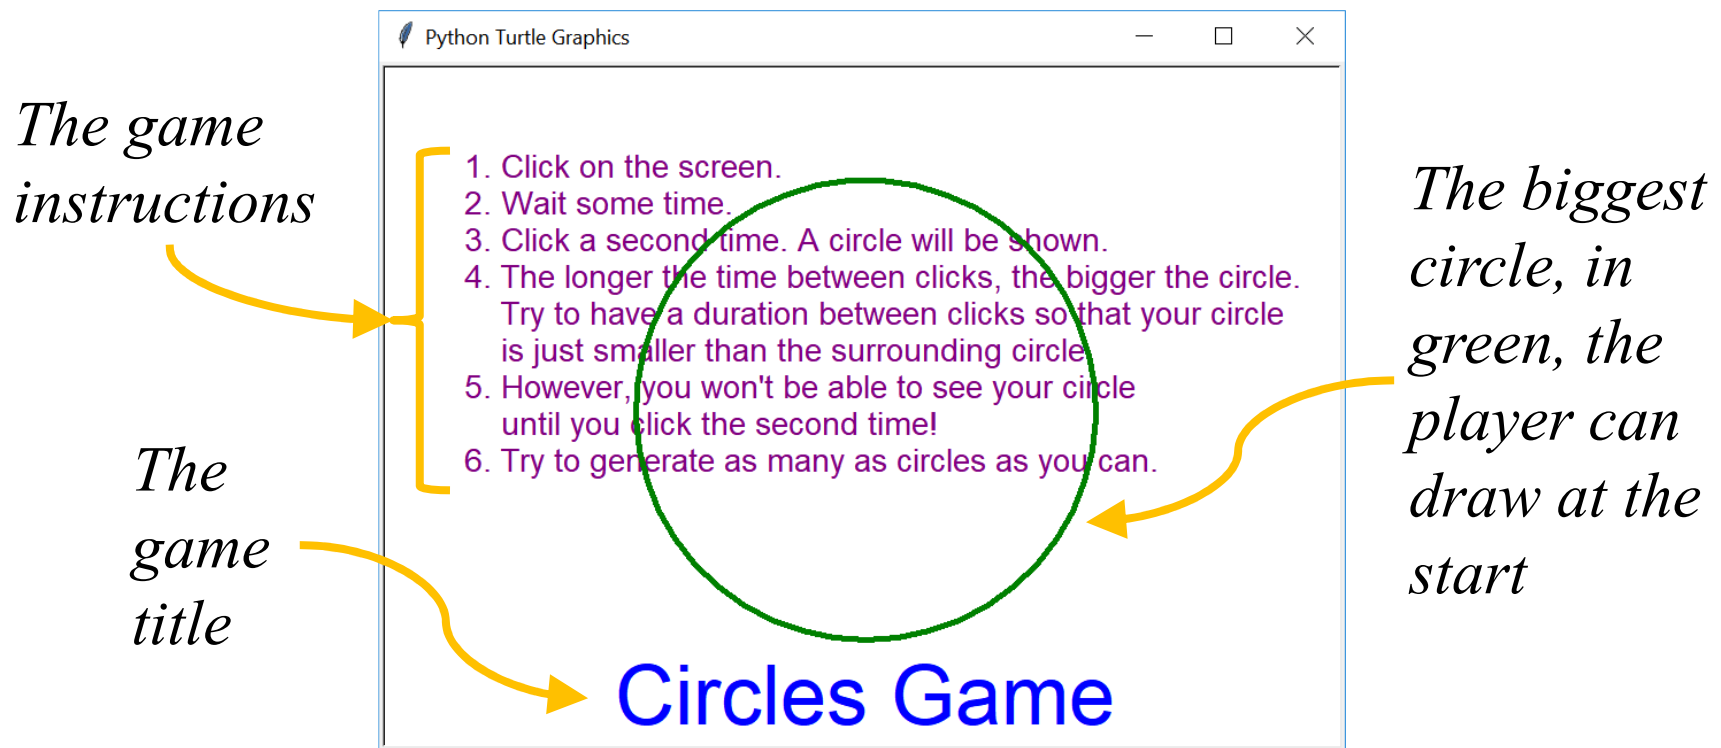 Python Turtle Graphics
The game
instructions
1. Click on the screen.
2. Wait some time.
3. Click a second time. A circle will be shown.
4. The longer the time between clicks, the bigger the circle.
Try to have a duration between clicks so that your circle
is just smaller than the surrounding circle.
5. However, you won't be able to see your circle
until you click the second time!
6. Try to generate as many as circles as you can.
The biggest
circle, in
green, the
player can
draw at the
start
The
game
title
Circles Game